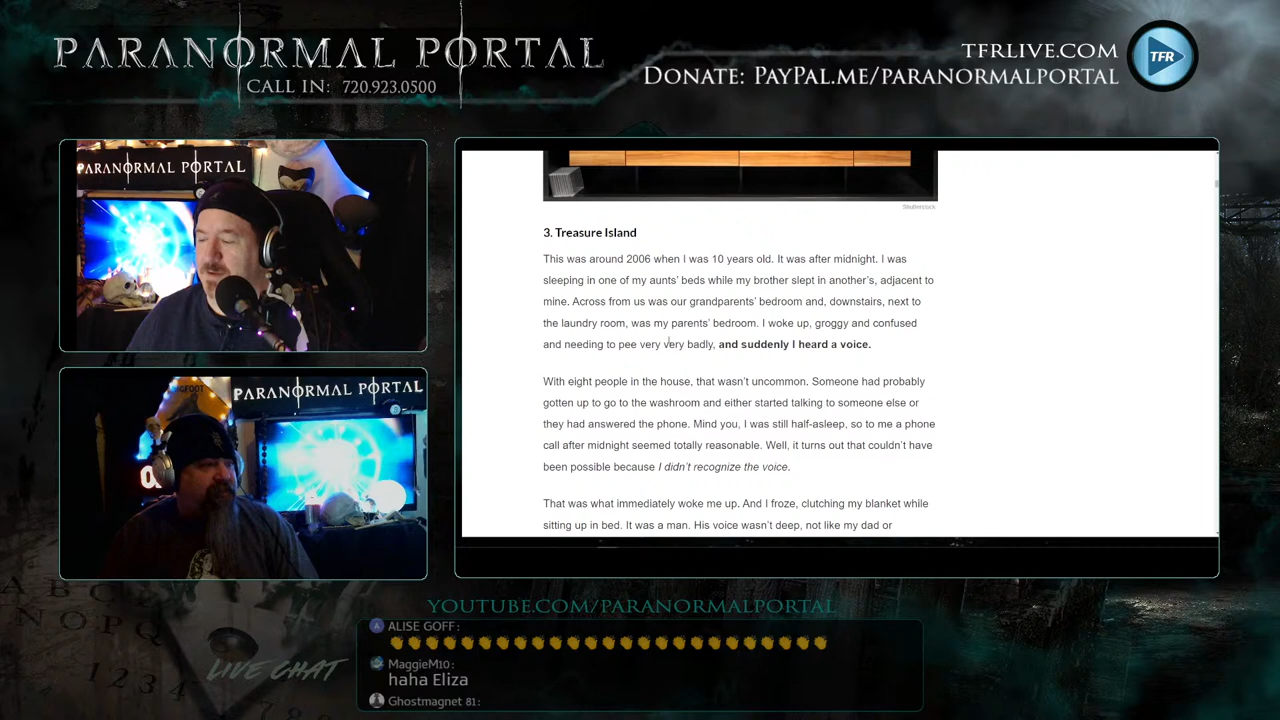 PARANORMAL PORTAL
CALL IN: 720.923.0500
TFRLIVE.COM
DONATE: PAYPAL.ME/PARANORMALPORTAL
TFR
PARANORMAL PORTAL
PARANORMAL PORTAL
Shutterstock
3. Treasure Island
This was around 2006 when I was 10 years old. It was after midnight. I was
sleeping in one of my aunts' beds while my brother slept in another's, adjacent to
mine. Across from us was our grandparents' bedroom and, downstairs, next to
the laundry room, was my parents' bedroom. I woke up, groggy and confused
and needing to pee very very badly, and suddenly I heard a voice.
With eight people in the house, that wasn't uncommon. Someone had probably
gotten up to go to the washroom and either started talking to someone else or
they had answered the phone. Mind you, I was still half-asleep, so to me a phone
call after midnight seemed totally reasonable. Well, it turns out that couldn't have
been possible because I didn't recognize the voice.
That was what immediately woke me up. And I froze, clutching my blanket while
sitting up in bed. It was a man. His voice wasn't deep, not like my dad or
YOUTUBE.COM/PARANORMALPORTAL
LIVE CHAT
A ALISE GOFF:
👏👏👏👏👏👏👏👏👏👏👏👏👏👏👏👏👏👏👏👏👏👏👏👏👏
MaggieM10:
haha Eliza
Ghostmagnet 81: